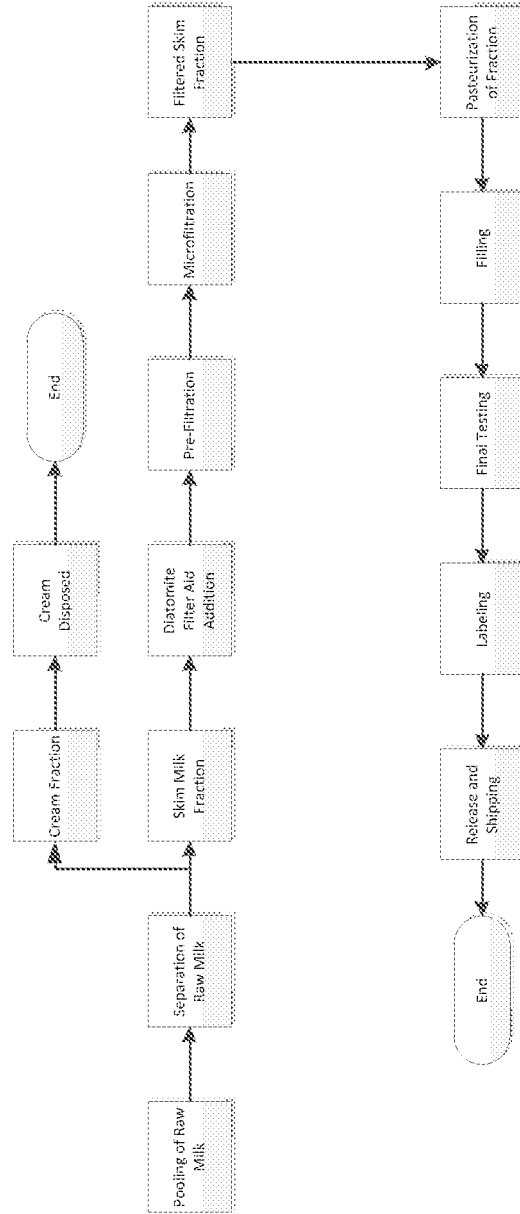 Pooling of Raw
Milk
Separation of
Raw Milk
Cream Fraction
Cream
Disposed
End
Skim Milk
Fraction
Diatomite
Filter Aid
Addition
Pre-Filtration
Microfiltration
Filtered Skim
Fraction
Pasteurization
of Fraction
Filling
Final Testing
Labeling
Release and
Shipping
End